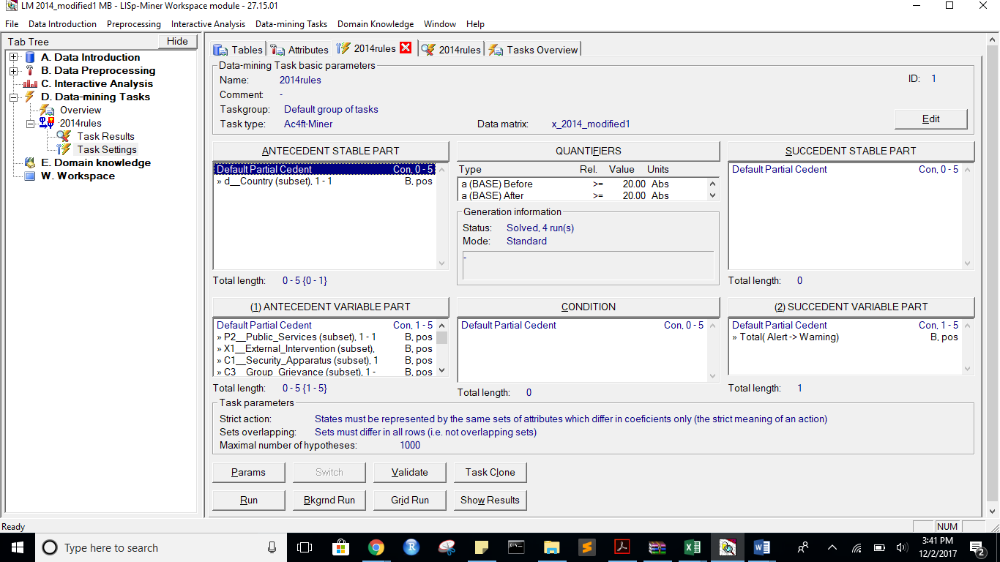 LM 2014_modified1 MB - LISp-Miner Workspace module - 27.15.01
File Data Introduction Preprocessing Interactive Analysis Data-mining Tasks Domain Knowledge Window Help
Tab Tree Hide
A. Data Introduction
B. Data Preprocessing
C. Interactive Analysis
D. Data-mining Tasks
Overview
2014rules
Task Results
Task Settings
E. Domain knowledge
W. Workspace
Tables Attributes 2014rules 2014rules Tasks Overview
Data-mining Task basic parameters
Name: 2014rules ID: 1
Comment: -
Taskgroup: Default group of tasks
Task type: Ac4ft-Miner Data matrix: x_2014_modified1
Edit
ANTECEDENT STABLE PART
Default Partial Cedent Con, 0 - 5
» d__Country (subset), 1 - 1 B, pos
Total length: 0 - 5 {0 - 1}
QUANTIFIERS
Type Rel. Value Units
a (BASE) Before >= 20.00 Abs
a (BASE) After >= 20.00 Abs
Generation information
Status: Solved, 4 run(s)
Mode: Standard
-
SUCCEDENT STABLE PART
Default Partial Cedent Con, 0 - 5
Total length: 0
(1) ANTECEDENT VARIABLE PART
Default Partial Cedent Con, 1 - 5
» P2__Public_Services (subset), 1 - 1 B, pos
» X1__External_Intervention (subset), B, pos
» C1__Security_Apparatus (subset), 1 B, pos
» C3__Group_Grievance (subset), 1 - B, pos
Total length: 0 - 5 {1 - 5}
CONDITION
Default Partial Cedent Con, 0 - 5
Total length: 0
(2) SUCCEDENT VARIABLE PART
Default Partial Cedent Con, 1 - 5
» Total( Alert -> Warning) B, pos
Total length: 1
Task parameters
Strict action: States must be represented by the same sets of attributes which differ in coeficients only (the strict meaning of an action)
Sets overlapping: Sets must differ in all rows (i.e. not overlapping sets)
Maximal number of hypotheses: 1000
Params Switch Validate Task Clone
Run Bkgrnd Run Grid Run Show Results
Ready NUM
Type here to search
3:41 PM
12/2/2017
2